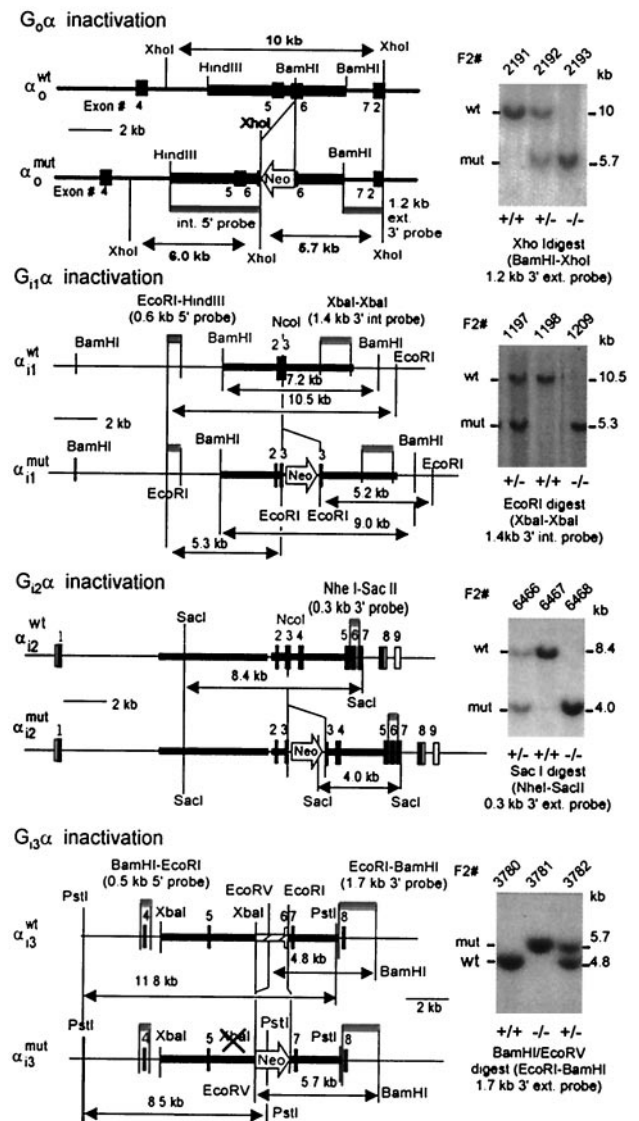 Goα inactivation
αo wt
XhoI
10 kb
XhoI
HindIII
BamHI
BamHI
Exon # 4
5
6
7 2
2 kb
XhoI
HindIII
BamHI
αo mut
Exon # 4
5 6
Neo
6
7 2
int. 5' probe
1.2 kb ext. 3' probe
XhoI
6.0 kb
XhoI
5.7 kb
XhoI
F2#
2191 2192 2193
kb
wt
10
mut
5.7
+/+ +/- -/-
Xho I digest
(BamHI-XhoI
1.2 kb 3' ext. probe)
Gi1α inactivation
EcoRI-HindIII
(0.6 kb 5' probe)
XbaI-XbaI
(1.4 kb 3' int probe)
NcoI
αi1 wt
BamHI
BamHI
2 3
BamHI
EcoRI
7.2 kb
10.5 kb
2 kb
αi1 mut
BamHI
BamHI
2 3
Neo
3
BamHI
EcoRI
EcoRI
EcoRI
EcoRI
5.2 kb
9.0 kb
5.3 kb
F2#
1197 1198 1209
kb
wt
10.5
mut
5.3
+/- +/+ -/-
EcoRI digest
(XbaI-XbaI
1.4kb 3' int. probe)
Gi2α inactivation
Nhe I-Sac II
(0.3 kb 3' probe)
αi2 wt
1
SacI
NcoI
2 3 4
5 6 7
8 9
8.4 kb
SacI
2 kb
αi2 mut
1
2 3
Neo
3 4
5 6 7
8 9
4.0 kb
SacI
SacI
SacI
F2#
6466 6467 6468
kb
wt
8.4
mut
4.0
+/- +/+ -/-
Sac I digest
(NheI-SacII
0.3 kb 3' ext. probe)
Gi3α inactivation
BamHI-EcoRI
(0.5 kb 5' probe)
EcoRI-BamHI
(1.7 kb 3' probe)
EcoRV
EcoRI
PstI
XbaI
XbaI
PstI
αi3 wt
4
5
6 7
8
4 8 kb
BamHI
11 8 kb
2 kb
PstI
XbaI
XbaI
PstI
αi3 mut
4
5
Neo
7
8
EcoRV
5 7 kb
BamHI
8 5 kb
PstI
F2#
3780 3781 3782
kb
mut
5.7
wt
4.8
+/+ -/- +/-
BamHI/EcoRV
digest (EcoRI-BamHI
1.7 kb 3' ext. probe)